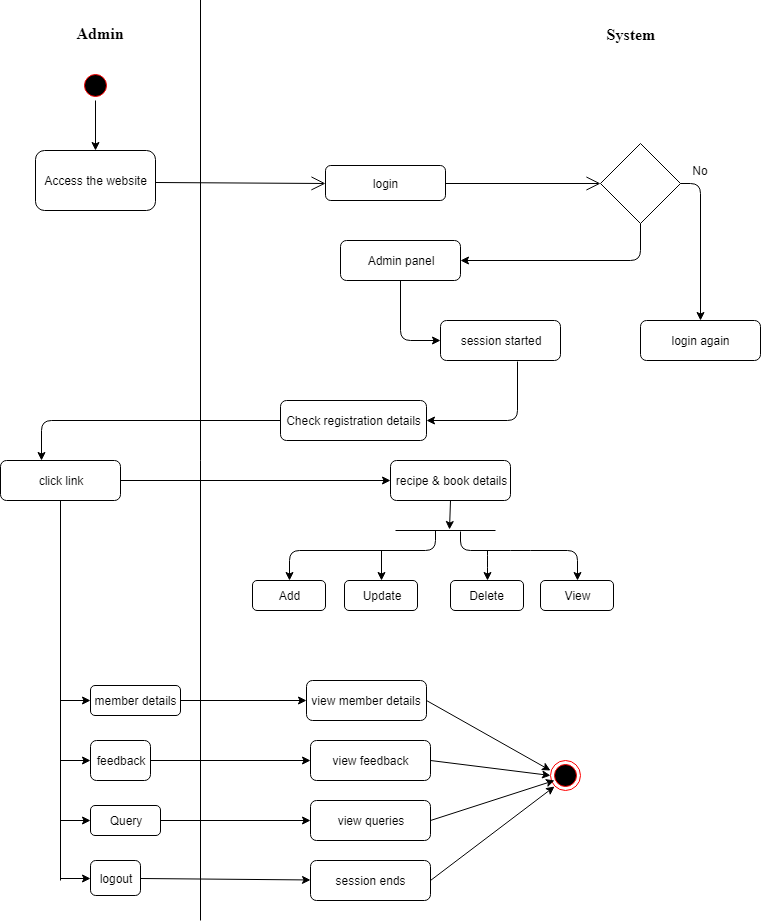 Admin
System
Access the website
login
No
Admin panel
session started
login again
Check registration details
click link
recipe & book details
Add
Update
Delete
View
member details
view member details
feedback
view feedback
Query
view queries
logout
session ends